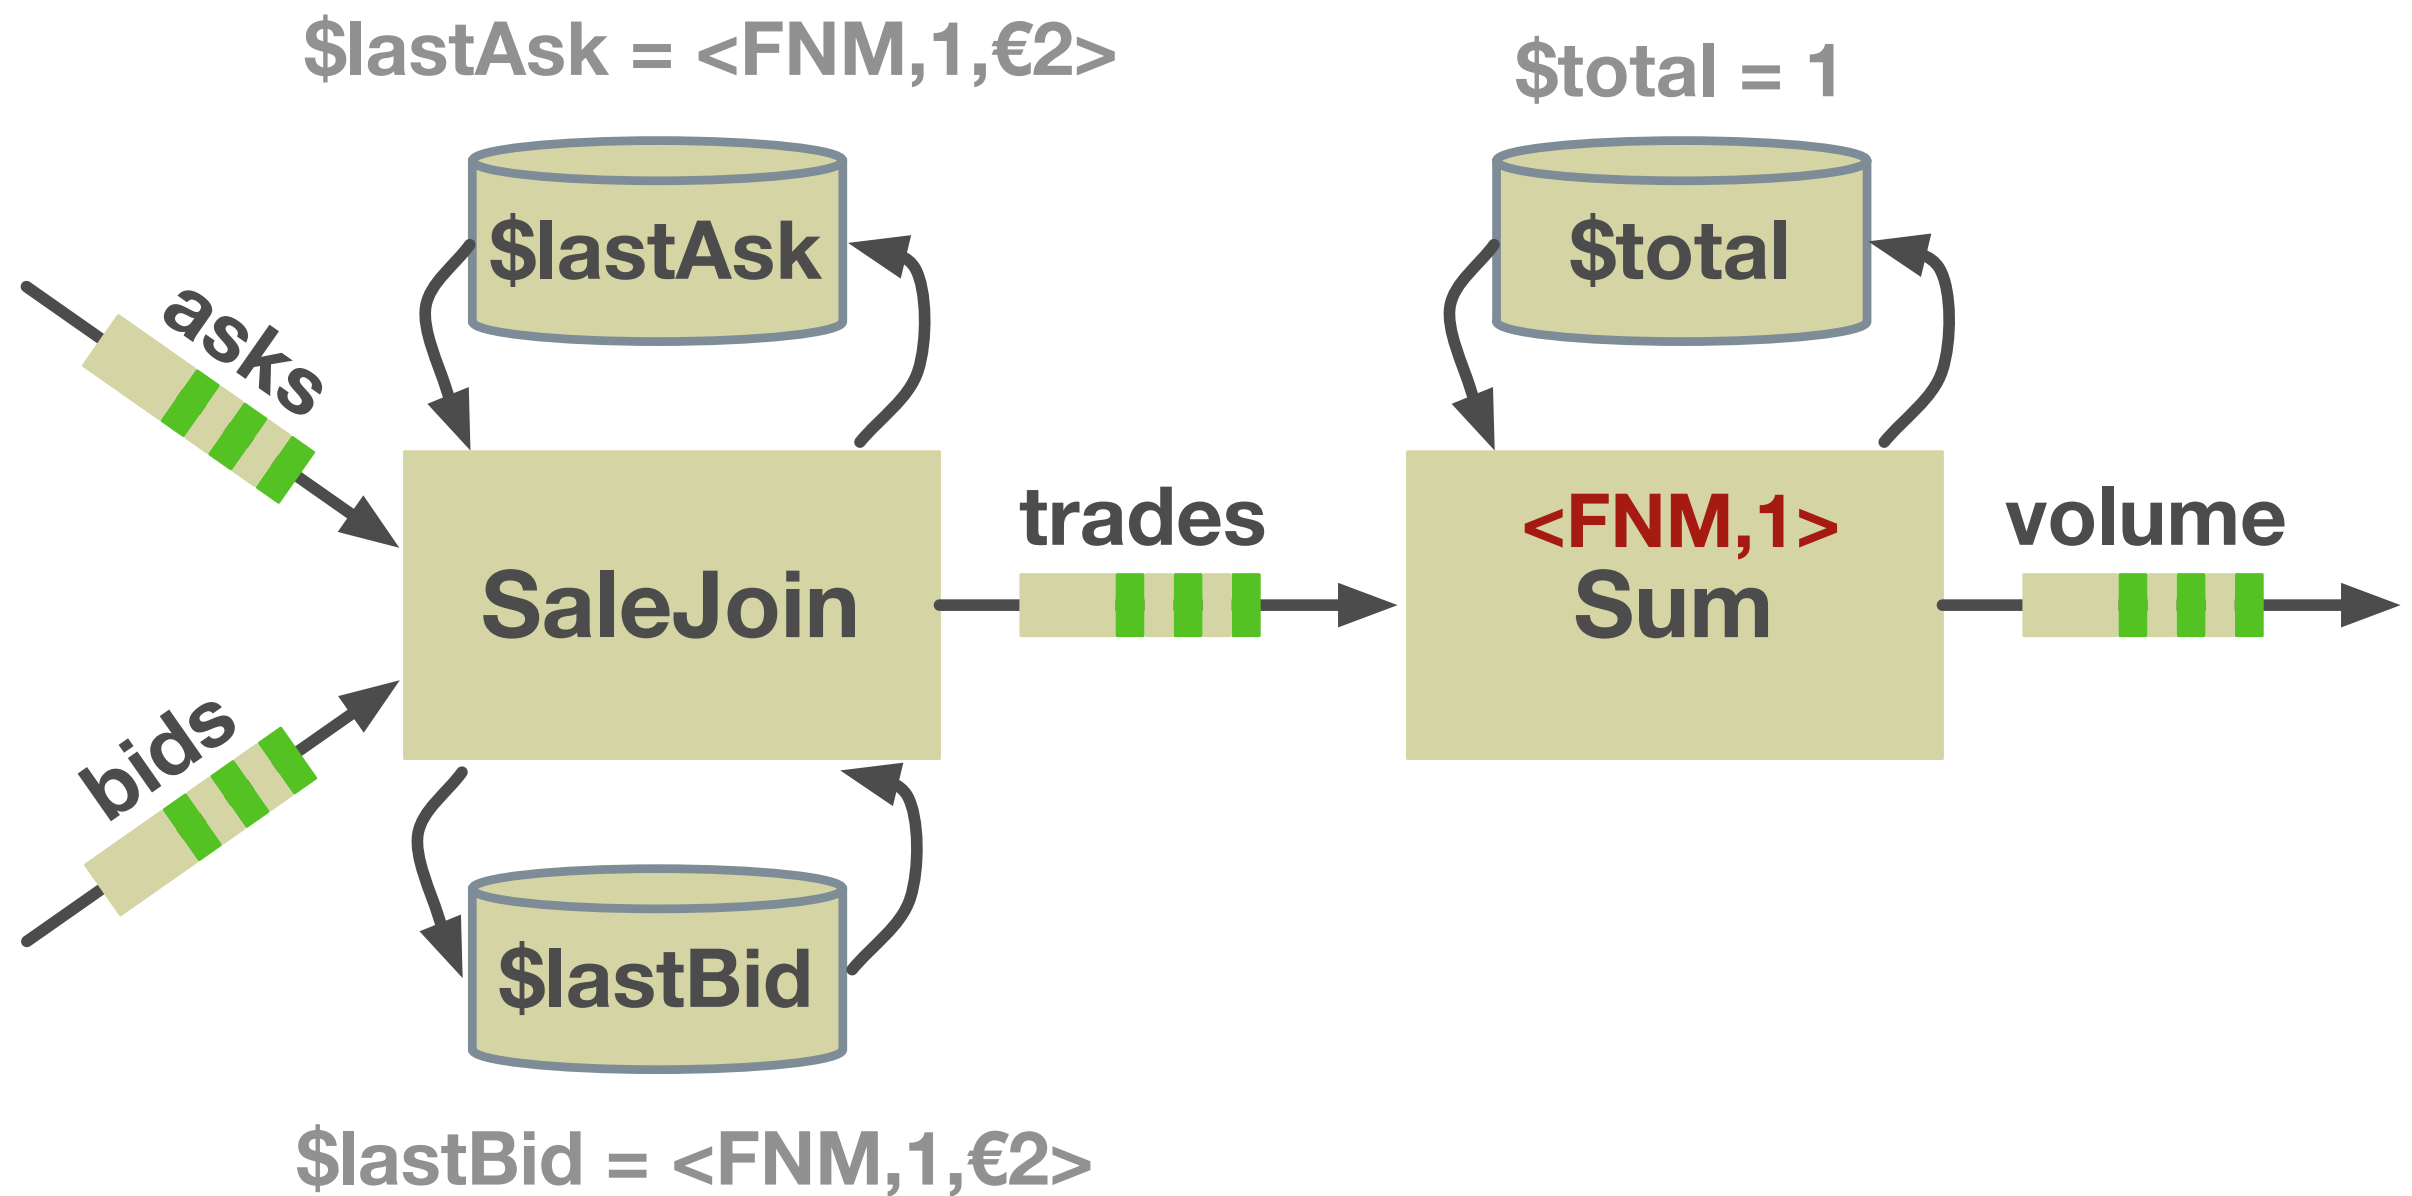 $lastAsk = <FNM,1,€2>
$total = 1
$lastAsk
$total
asks
trades
<FNM,1>
volume
SaleJoin
Sum
bids
$lastBid
$lastBid = <FNM,1,€2>